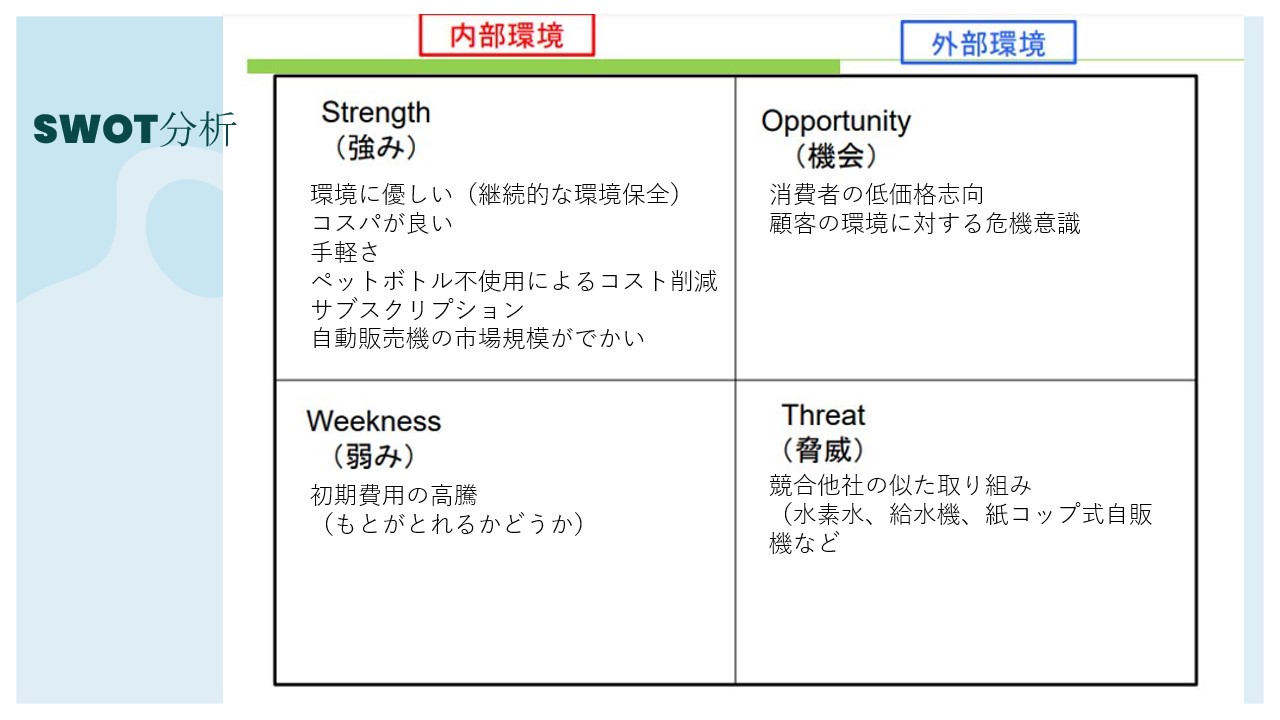 内部環境
外部環境
SWOT分析
Strength
（強み）
環境に優しい（継続的な環境保全）
コスパが良い
手軽さ
ペットボトル不使用によるコスト削減
サブスクリプション
自動販売機の市場規模がでかい
Opportunity
（機会）
消費者の低価格志向
顧客の環境に対する危機意識
Weekness
（弱み）
初期費用の高騰
（もとがとれるかどうか）
Threat
（脅威）
競合他社の似た取り組み
（水素水、給水機、紙コップ式自販
機など